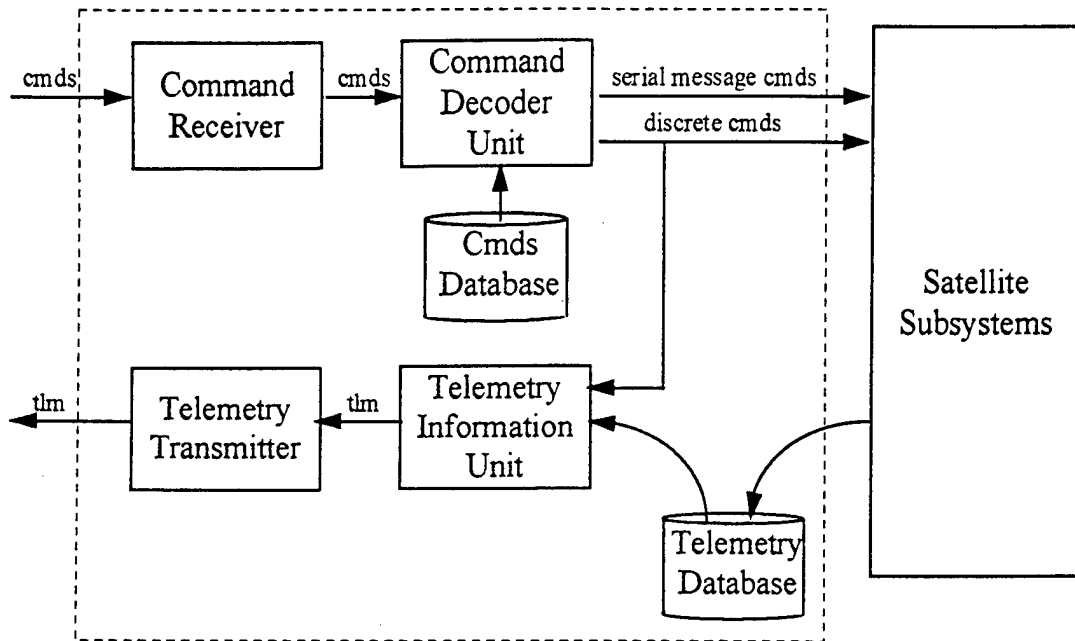 cmds
Command
Receiver
cmds
Command
Decoder
Unit
serial message cmds
discrete cmds
Cmds
Database
Satellite
Subsystems
tlm
Telemetry
Transmitter
tlm
Telemetry
Information
Unit
Telemetry
Database